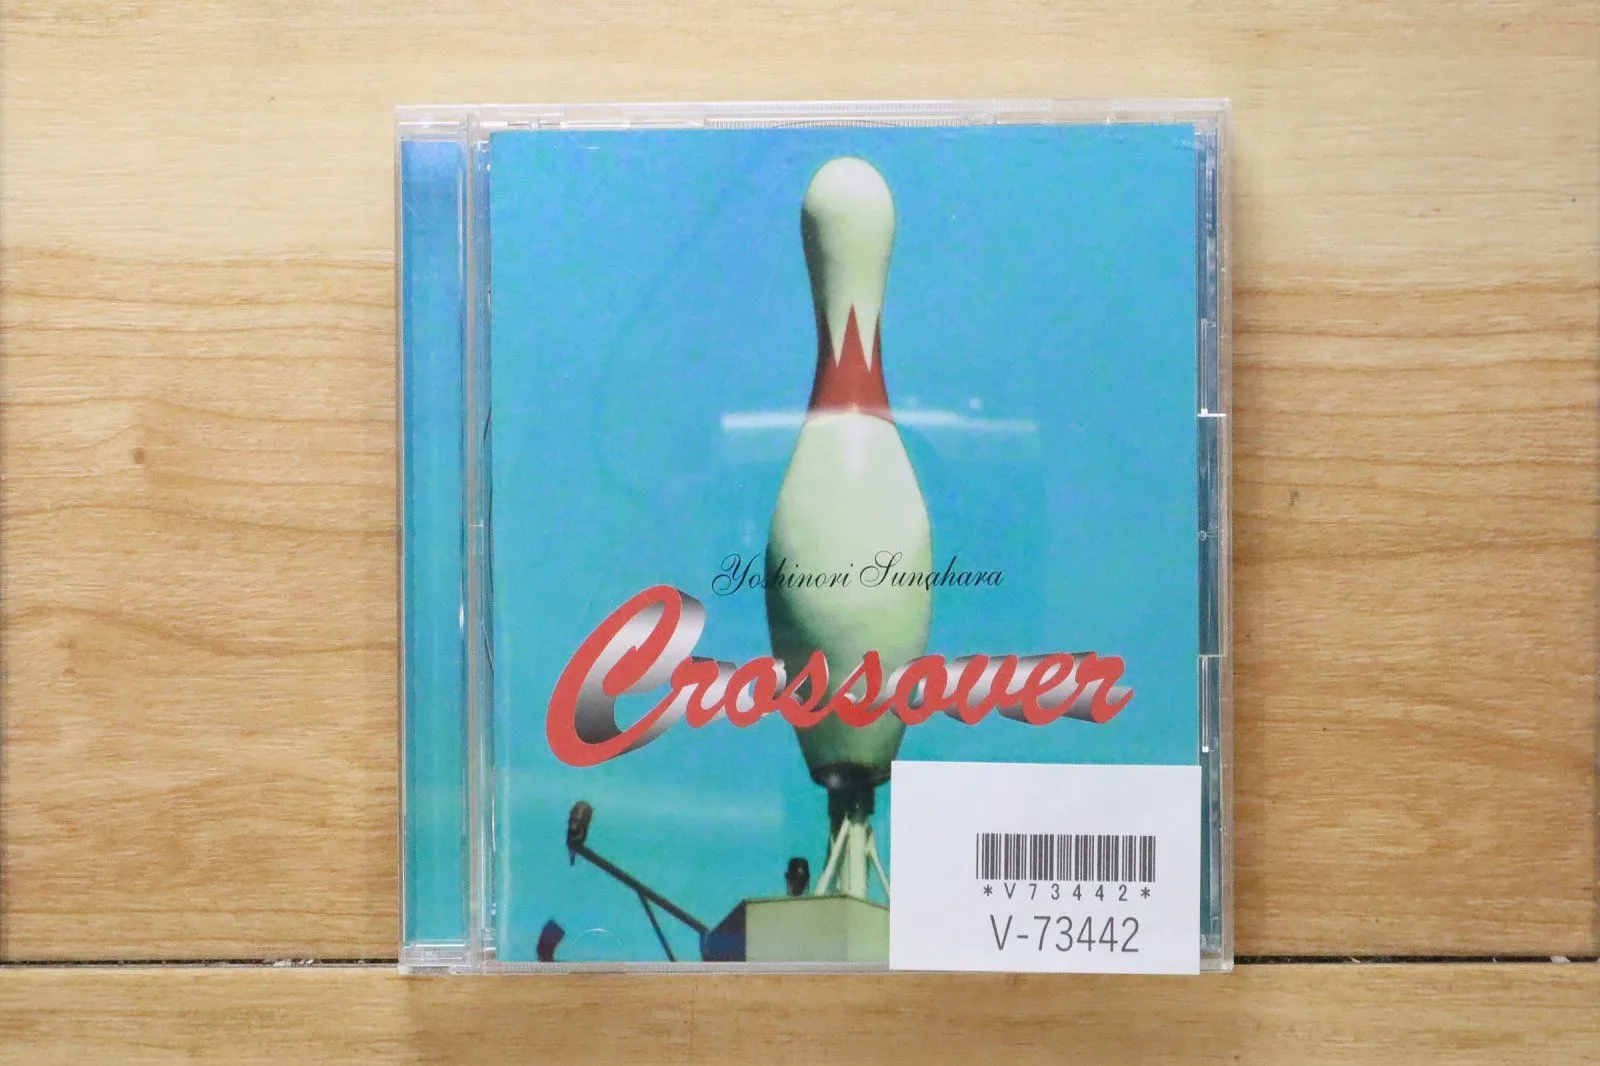 Yoshinori Sunahara
Crossover
*V73442*
V-73442